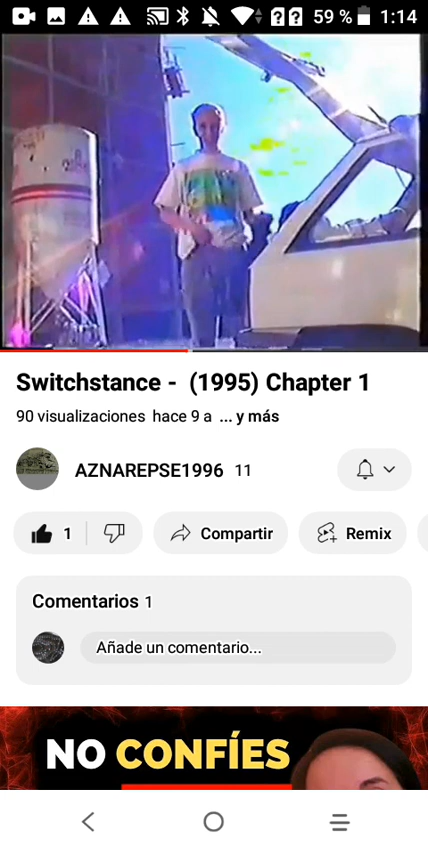 59 % 1:14
Switchstance - (1995) Chapter 1
90 visualizaciones hace 9 a ... y más
AZNAREPSE1996 11
1 Compartir Remix
Comentarios 1
Añade un comentario...
NO CONFÍES